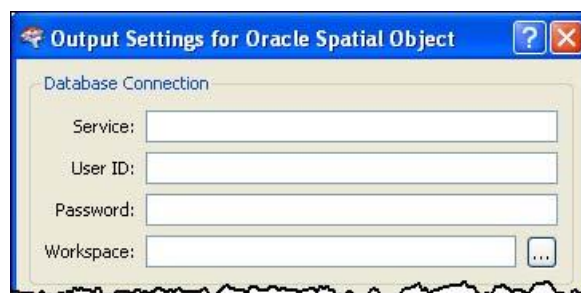 Output Settings for Oracle Spatial Object
?
Database Connection
Service:
User ID:
Password:
Workspace:
...